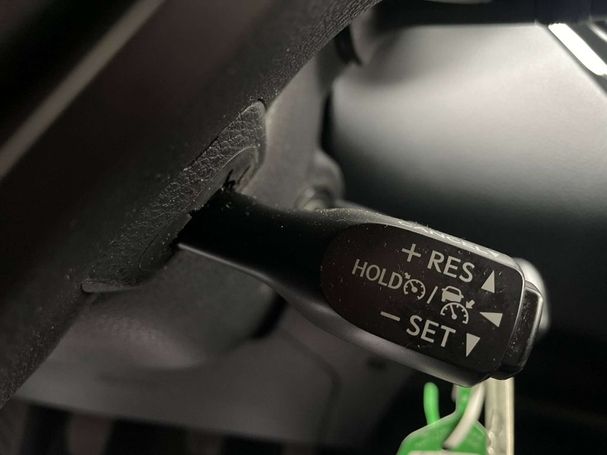 + RES ▲
HOLD / ◀
− SET ▼